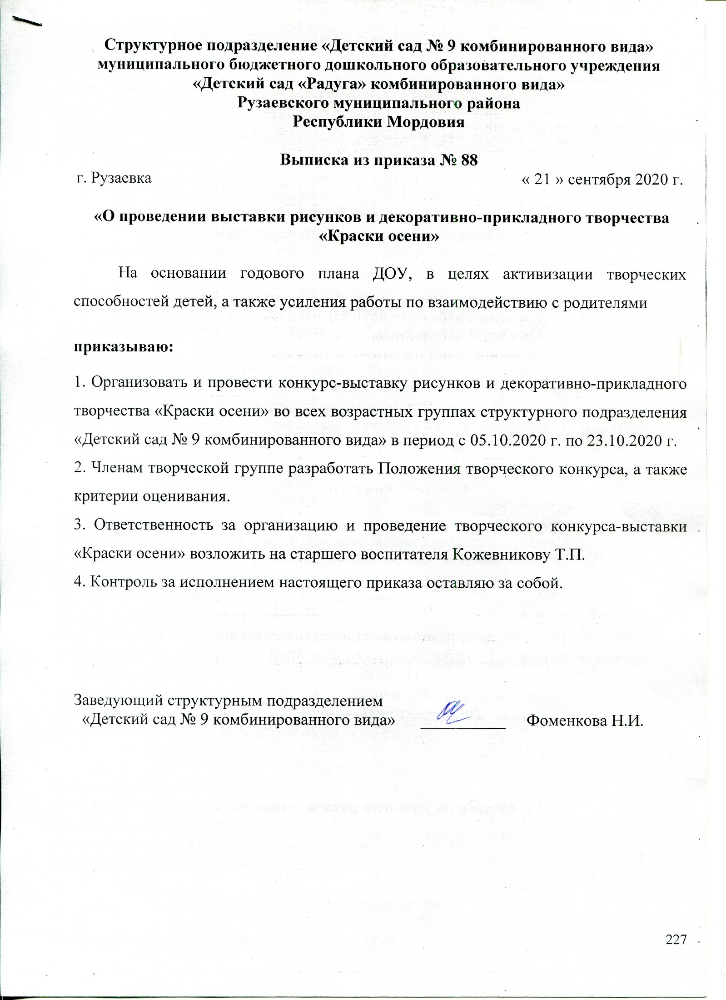 Структурное подразделение «Детский сад № 9 комбинированного вида»
муниципального бюджетного дошкольного образовательного учреждения
«Детский сад «Радуга» комбинированного вида»
Рузаевского муниципального района
Республики Мордовия
Выписка из приказа № 88
г. Рузаевка « 21 » сентября 2020 г.
«О проведении выставки рисунков и декоративно-прикладного творчества
«Краски осени»
На основании годового плана ДОУ, в целях активизации творческих
способностей детей, а также усиления работы по взаимодействию с родителями
приказываю:
1. Организовать и провести конкурс-выставку рисунков и декоративно-прикладного
творчества «Краски осени» во всех возрастных группах структурного подразделения
«Детский сад № 9 комбинированного вида» в период с 05.10.2020 г. по 23.10.2020 г.
2. Членам творческой группе разработать Положения творческого конкурса, а также
критерии оценивания.
3. Ответственность за организацию и проведение творческого конкурса-выставки
«Краски осени» возложить на старшего воспитателя Кожевникову Т.П.
4. Контроль за исполнением настоящего приказа оставляю за собой.
Заведующий структурным подразделением
«Детский сад № 9 комбинированного вида» Фоменкова Н.И.
227